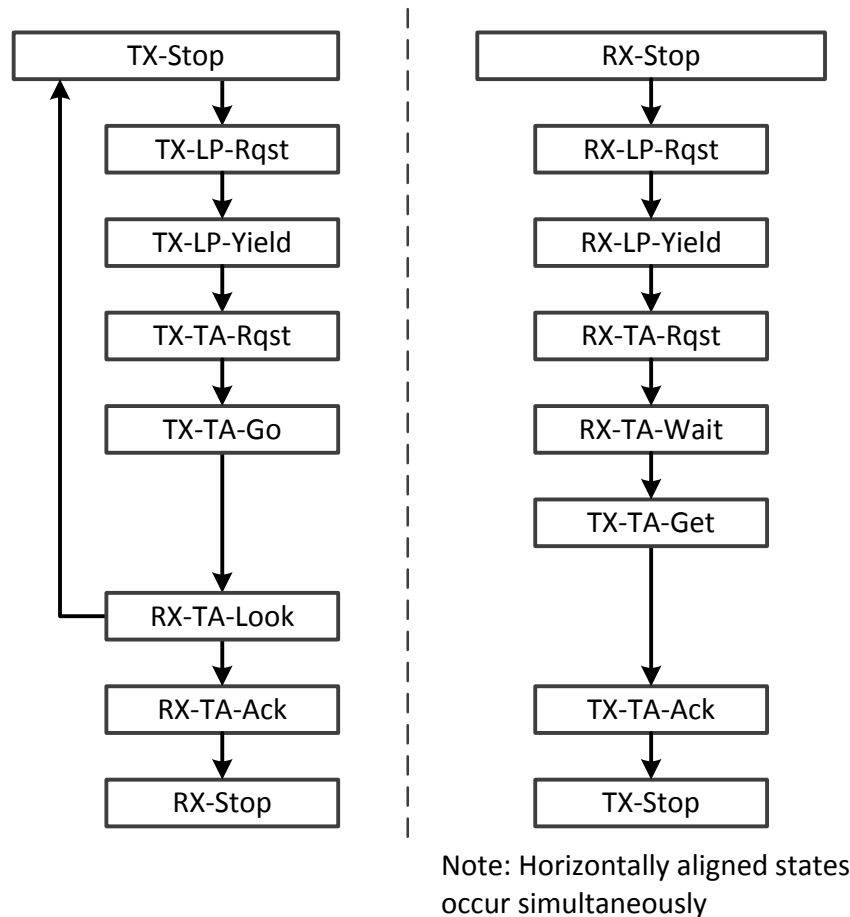 TX-Stop
RX-Stop
TX-LP-Rqst
RX-LP-Rqst
TX-LP-Yield
RX-LP-Yield
TX-TA-Rqst
RX-TA-Rqst
TX-TA-Go
RX-TA-Wait
TX-TA-Get
RX-TA-Look
RX-TA-Ack
TX-TA-Ack
RX-Stop
TX-Stop
Note: Horizontally aligned states
occur simultaneously